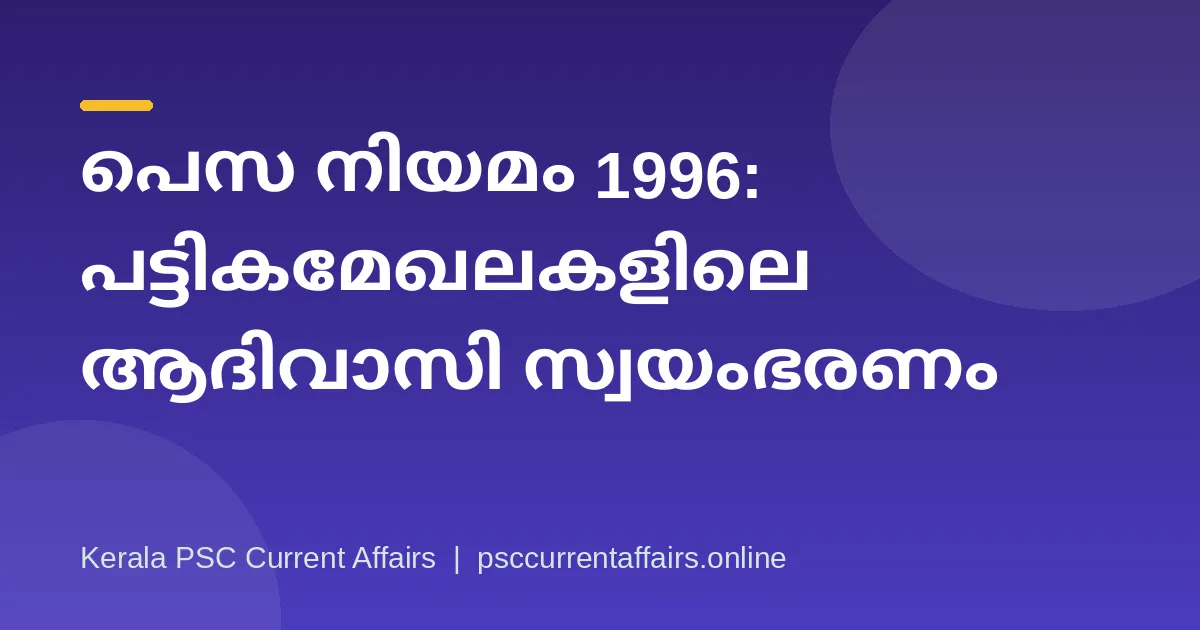 പെസ നിയമം 1996:
പട്ടികമേഖലകളിലെ
ആദിവാസി സ്വയംഭരണം
Kerala PSC Current Affairs | psccurrentaffairs.online